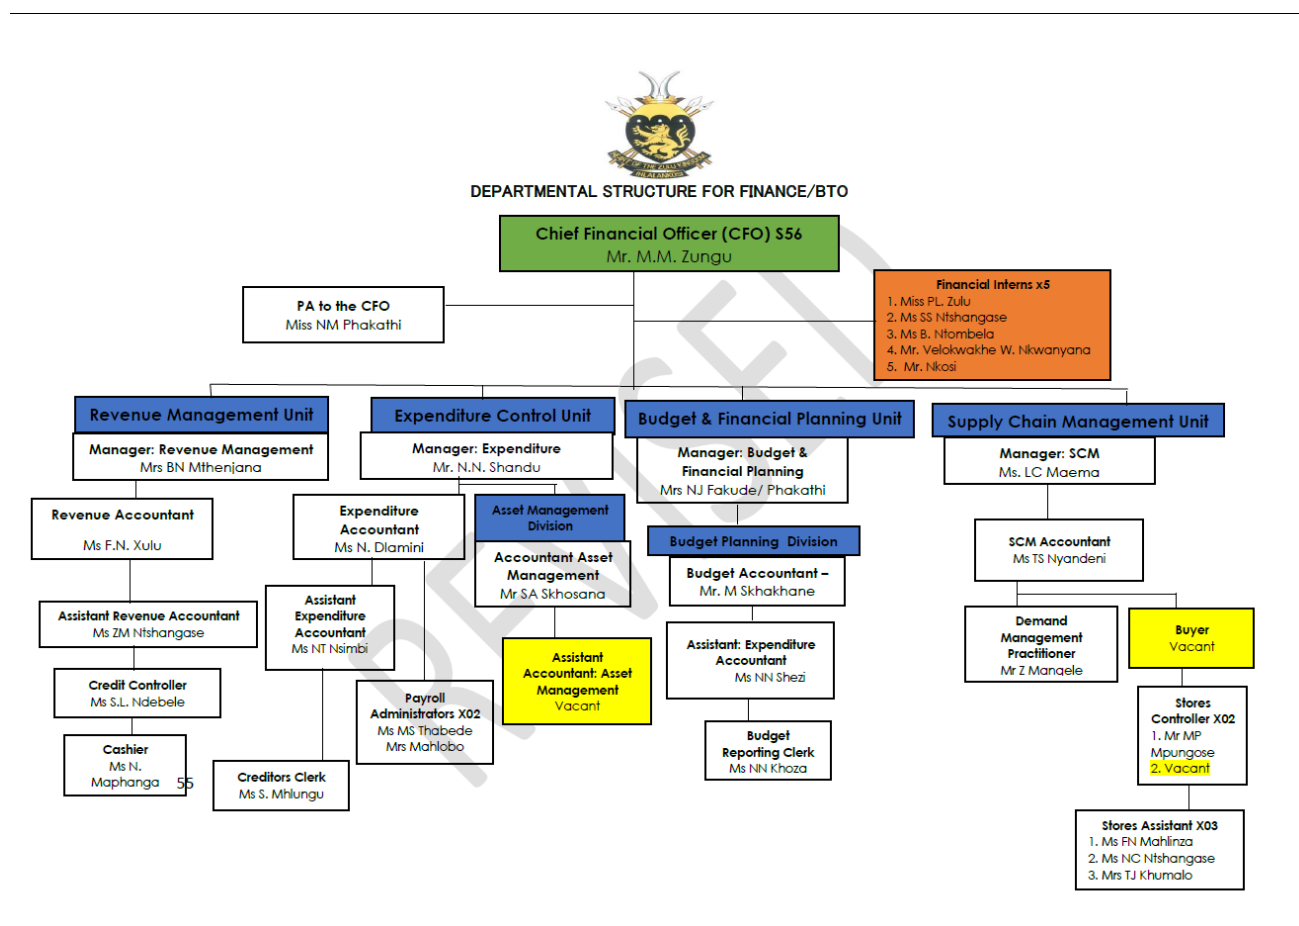 DEPARTMENTAL STRUCTURE FOR FINANCE/BTO
Chief Financial Officer (CFO) S56
Mr. M.M. Zungu
PA to the CFO
Miss NM Phakathi
Financial Interns x5
1. Miss PL. Zulu
2. Ms SS Ntshangase
3. Ms B. Ntombela
4. Mr. Velokwakhe W. Nkwanyana
5. Mr. Nkosi
REVISED
Revenue Management Unit
Manager: Revenue Management
Mrs BN Mthenjana
Revenue Accountant
Ms F.N. Xulu
Assistant Revenue Accountant
Ms ZM Ntshangase
Credit Controller
Ms S.L. Ndebele
Cashier
Ms N.
Maphanga
55
Expenditure Control Unit
Manager: Expenditure
Mr. N.N. Shandu
Expenditure
Accountant
Ms N. Dlamini
Assistant
Expenditure
Accountant
Ms NT Nsimbi
Creditors Clerk
Ms S. Mhlungu
Payroll
Administrators X02
Ms MS Thabede
Mrs Mahlobo
Asset Management
Division
Accountant Asset
Management
Mr SA Skhosana
Assistant
Accountant: Asset
Management
Vacant
Budget & Financial Planning Unit
Manager: Budget &
Financial Planning
Mrs NJ Fakude/ Phakathi
Budget Planning Division
Budget Accountant –
Mr. M Skhakhane
Assistant: Expenditure
Accountant
Ms NN Shezi
Budget
Reporting Clerk
Ms NN Khoza
Supply Chain Management Unit
Manager: SCM
Ms. LC Maema
SCM Accountant
Ms TS Nyandeni
Demand
Management
Practitioner
Mr Z Manqele
Buyer
Vacant
Stores
Controller X02
1. Mr MP
Mpungose
2. Vacant
Stores Assistant X03
1. Ms FN Mahlinza
2. Ms NC Ntshangase
3. Mrs TJ Khumalo